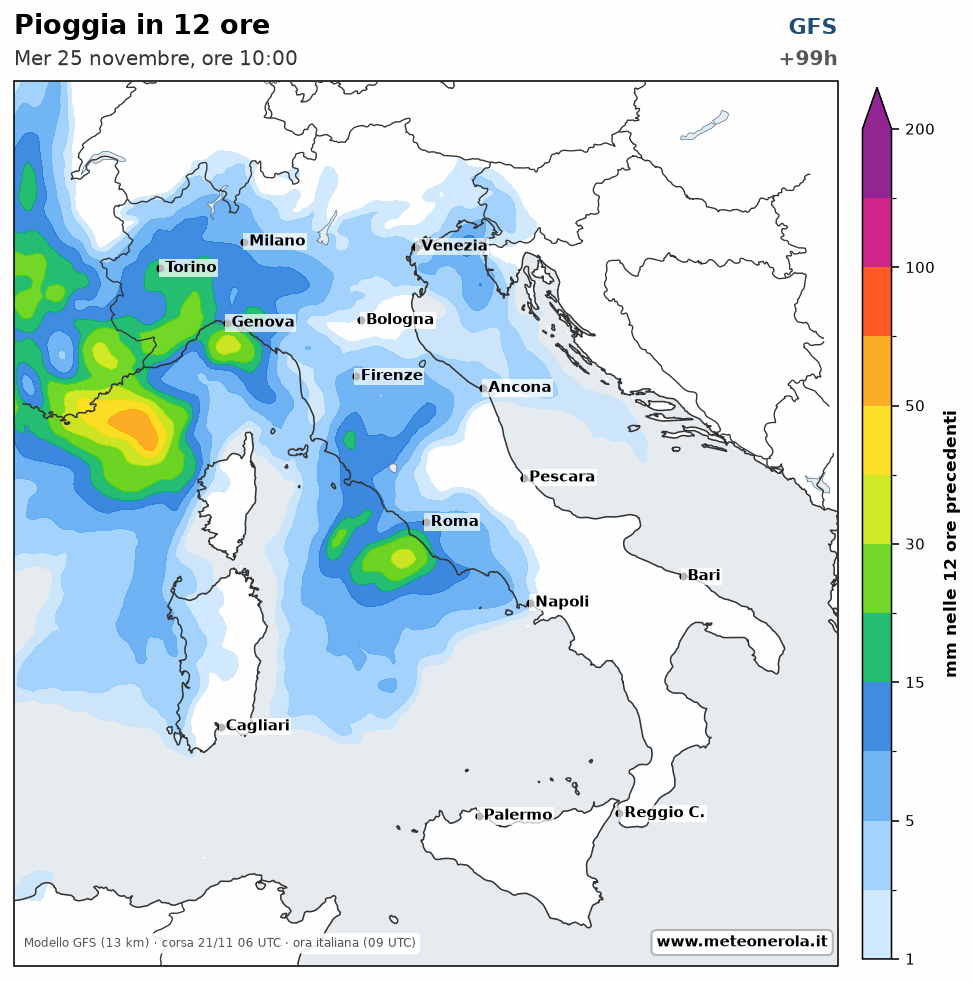 Pioggia in 12 ore
GFS
Mer 25 novembre, ore 10:00
+99h
200
100
50
30
15
5
1
mm nelle 12 ore precedenti
Milano
Venezia
Torino
Genova
Bologna
Firenze
Ancona
Pescara
Roma
Bari
Napoli
Cagliari
Palermo
Reggio C.
Modello GFS (13 km) · corsa 21/11 06 UTC · ora italiana (09 UTC)
www.meteonerola.it